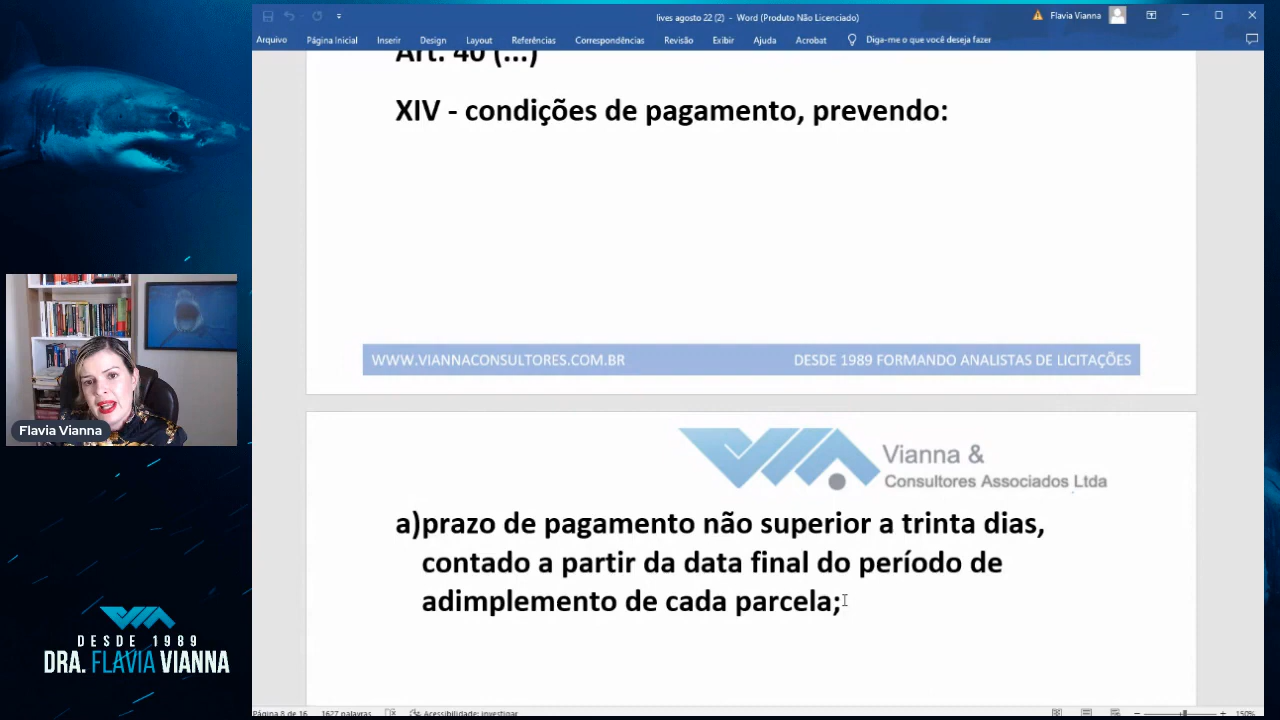 lives agosto 22 (2) - Word (Produto Não Licenciado)
Flavia Vianna
Arquivo Página Inicial Inserir Design Layout Referências Correspondências Revisão Exibir Ajuda Acrobat Diga-me o que você deseja fazer
Art. 40 (...)
XIV - condições de pagamento, prevendo:
WWW.VIANNACONSULTORES.COM.BR DESDE 1989 FORMANDO ANALISTAS DE LICITAÇÕES
Vianna &
Consultores Associados Ltda
a)prazo de pagamento não superior a trinta dias,
contado a partir da data final do período de
adimplemento de cada parcela;
Flavia Vianna
DESDE 1989
DRA. FLAVIA VIANNA
Página 8 de 16 1627 palavras Acessibilidade: investigar 150%